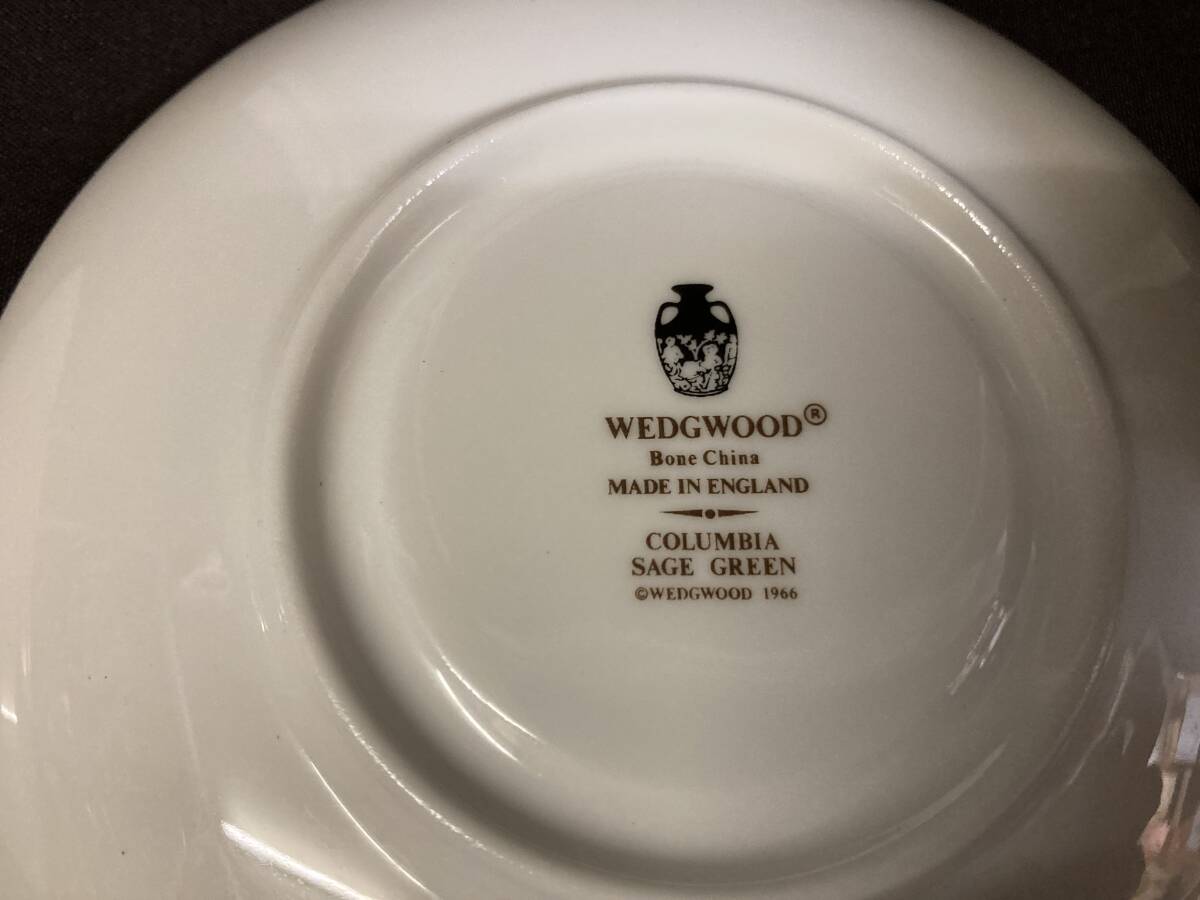 WEDGWOOD®
Bone China
MADE IN ENGLAND
COLUMBIA
SAGE GREEN
©WEDGWOOD 1966